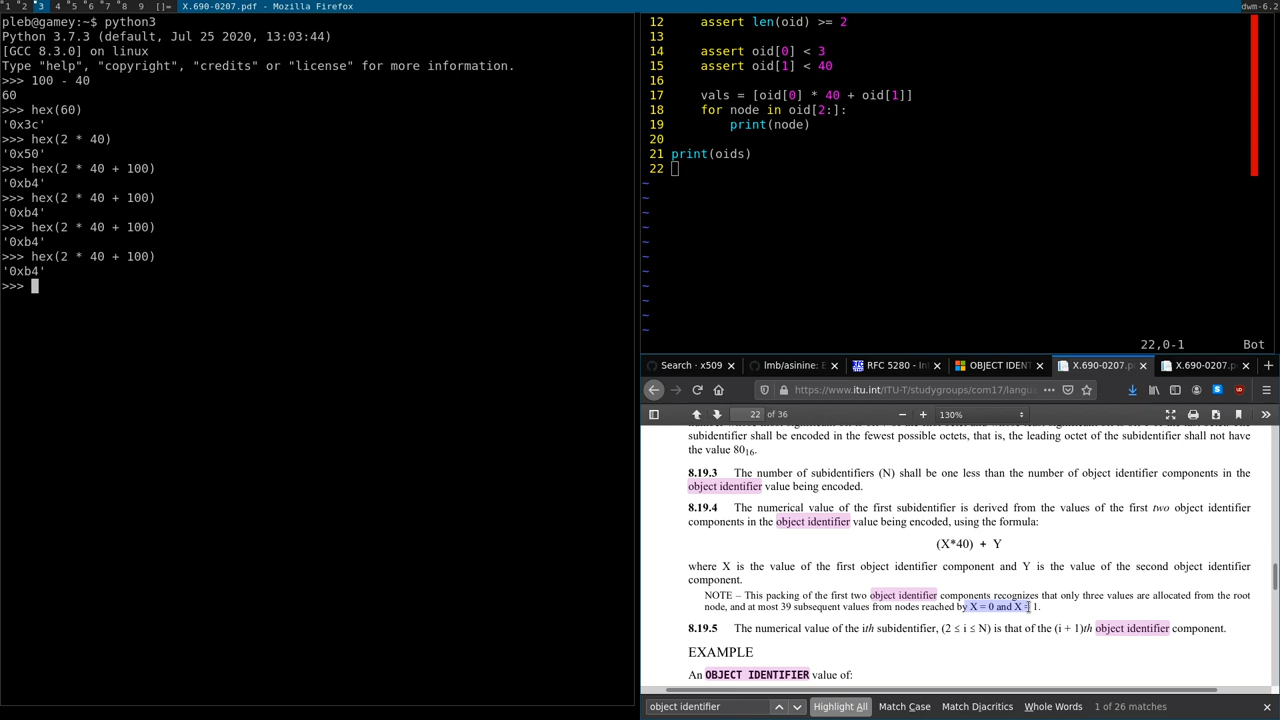 1 2 3 4 5 6 7 8 9 []= X.690-0207.pdf - Mozilla Firefox dwm-6.2
pleb@gamey:~$ python3
Python 3.7.3 (default, Jul 25 2020, 13:03:44)
[GCC 8.3.0] on linux
Type "help", "copyright", "credits" or "license" for more information.
>>> 100 - 40
60
>>> hex(60)
'0x3c'
>>> hex(2 * 40)
'0x50'
>>> hex(2 * 40 + 100)
'0xb4'
>>> hex(2 * 40 + 100)
'0xb4'
>>> hex(2 * 40 + 100)
'0xb4'
>>> hex(2 * 40 + 100)
'0xb4'
>>>
12 assert len(oid) >= 2
13
14 assert oid[0] < 3
15 assert oid[1] < 40
16
17 vals = [oid[0] * 40 + oid[1]]
18 for node in oid[2:]:
19 print(node)
20
21 print(oids)
22
~
~
~
~
~
~
~
~
~
~
~
22,0-1 Bot
Search · x509 lmb/asinine: E RFC 5280 - In OBJECT IDENT X.690-0207.p X.690-0207.p
https://www.itu.int/ITU-T/studygroups/com17/langu
22 of 36 130%
subidentifier shall be encoded in the fewest possible octets, that is, the leading octet of the subidentifier shall not have
the value 80₁₆.
8.19.3 The number of subidentifiers (N) shall be one less than the number of object identifier components in the
object identifier value being encoded.
8.19.4 The numerical value of the first subidentifier is derived from the values of the first two object identifier
components in the object identifier value being encoded, using the formula:
(X*40) + Y
where X is the value of the first object identifier component and Y is the value of the second object identifier
component.
NOTE – This packing of the first two object identifier components recognizes that only three values are allocated from the root
node, and at most 39 subsequent values from nodes reached by X = 0 and X = 1.
8.19.5 The numerical value of the ith subidentifier, (2 ≤ i ≤ N) is that of the (i + 1)th object identifier component.
EXAMPLE
An OBJECT IDENTIFIER value of:
object identifier Highlight All Match Case Match Diacritics Whole Words 1 of 26 matches